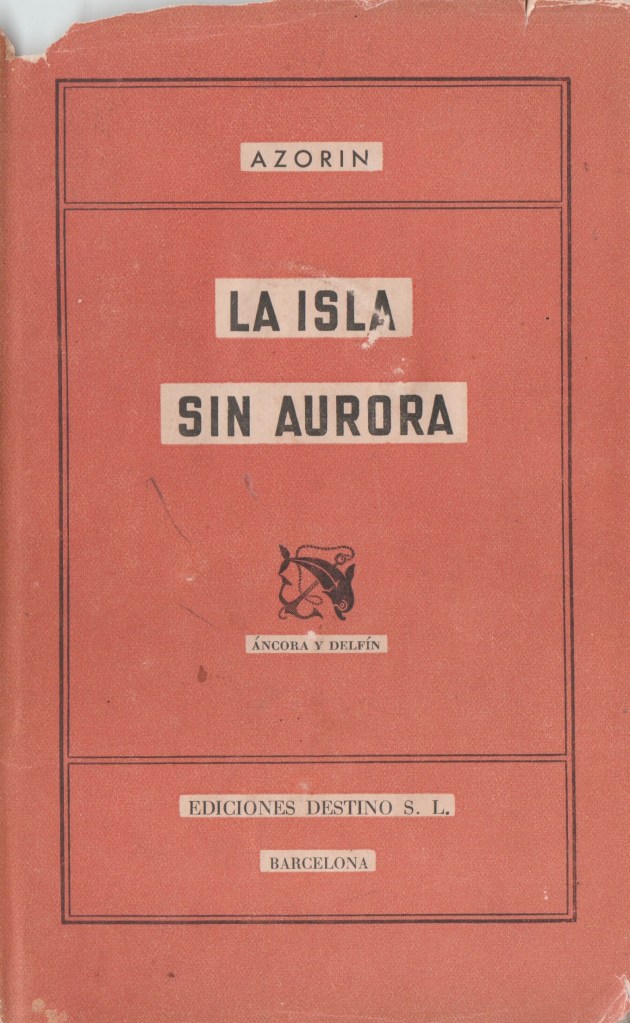 AZORIN
LA ISLA
SIN AURORA
ÁNCORA Y DELFÍN
EDICIONES DESTINO S. L.
BARCELONA